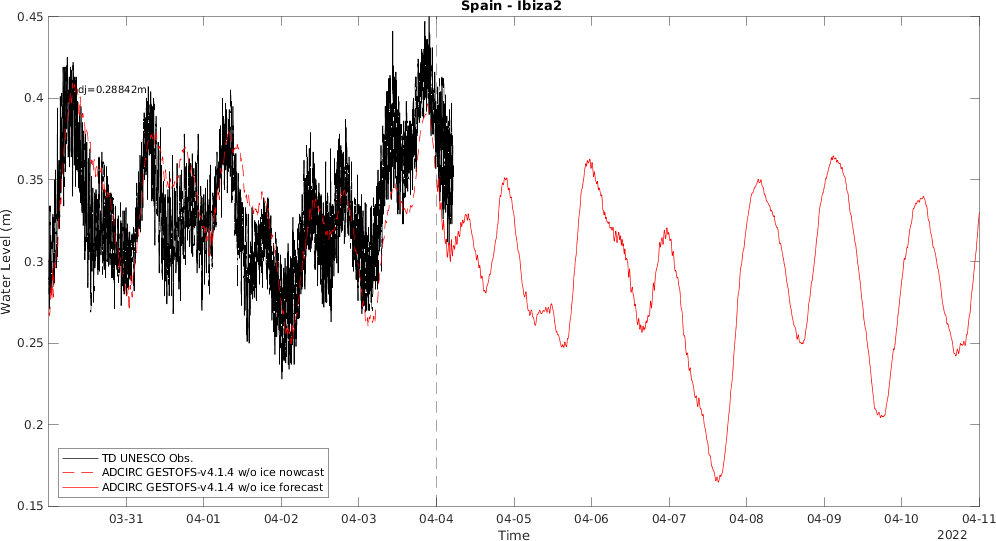 Spain - Ibiza2
0.45
0.4
0.35
0.3
0.25
0.2
0.15
Water Level (m)
dj=0.28842m
TD UNESCO Obs.
ADCIRC GESTOFS-v4.1.4 w/o ice nowcast
ADCIRC GESTOFS-v4.1.4 w/o ice forecast
03-31 04-01 04-02 04-03 04-04 04-05 04-06 04-07 04-08 04-09 04-10 04-11
Time
2022